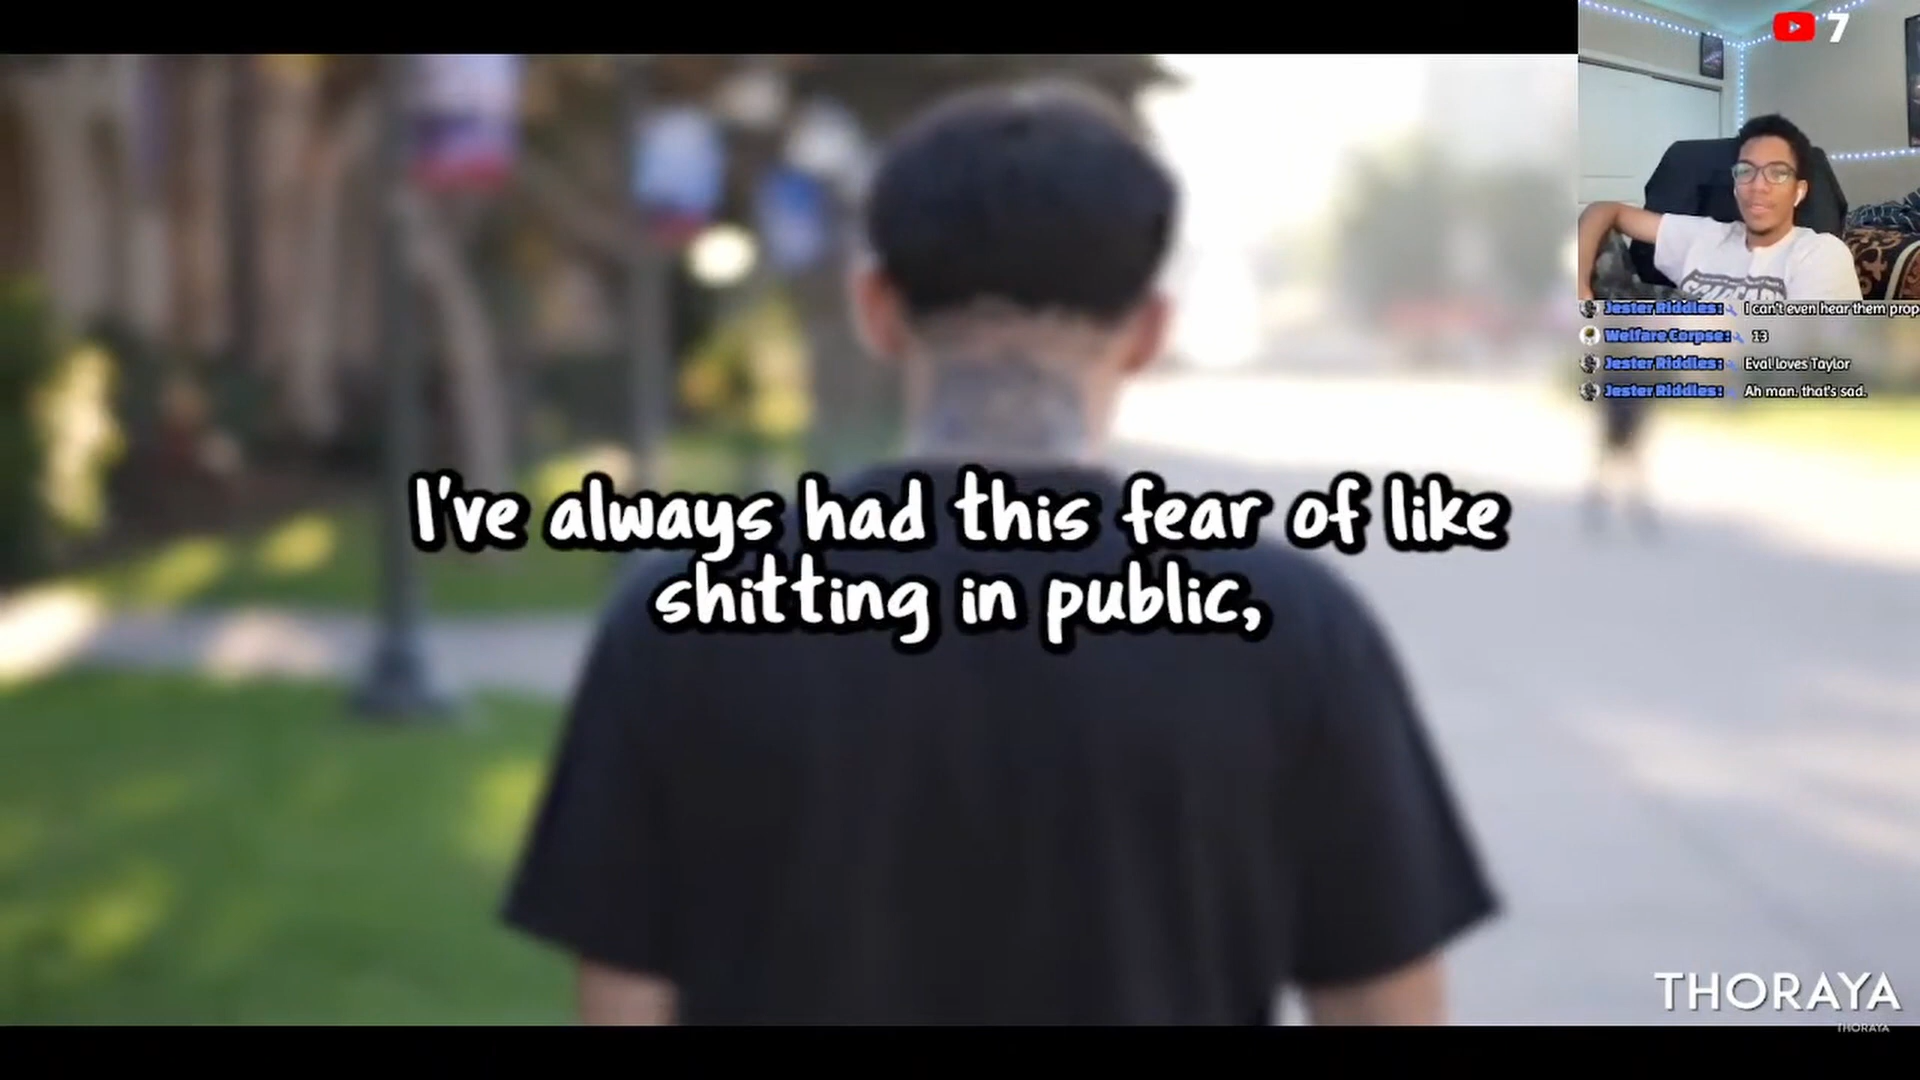 7
Jester Riddles: I can't even hear them prop
Welfare Corpse: 13
Jester Riddles: Eval loves Taylor
Jester Riddles: Ah man. that's sad.
I've always had this fear of like
shitting in public,
THORAYA
THORAYA